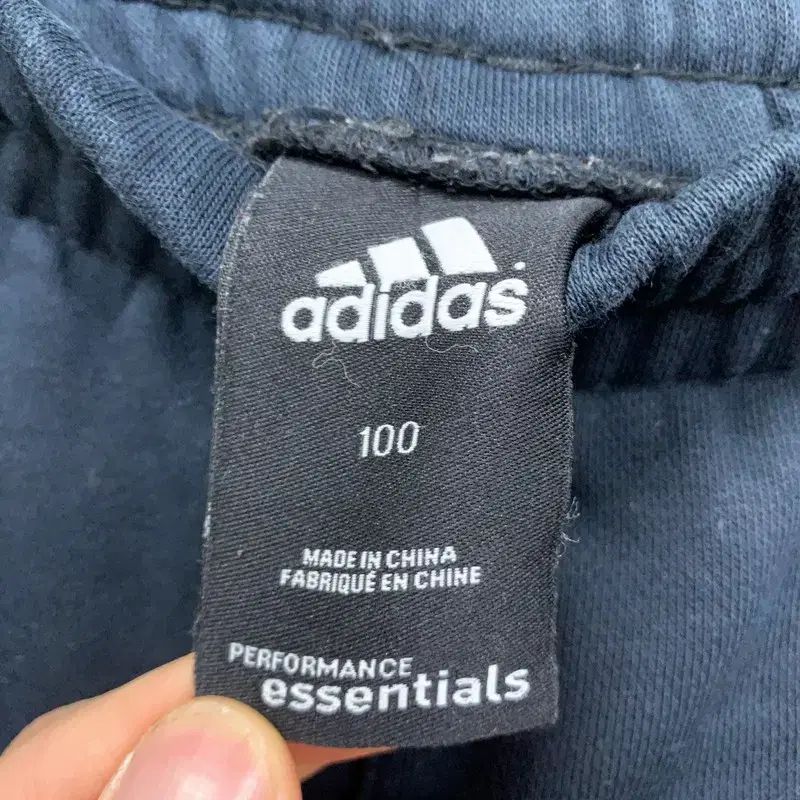 adidas
100
MADE IN CHINA
FABRIQUÉ EN CHINE
PERFORMANCE
essentials